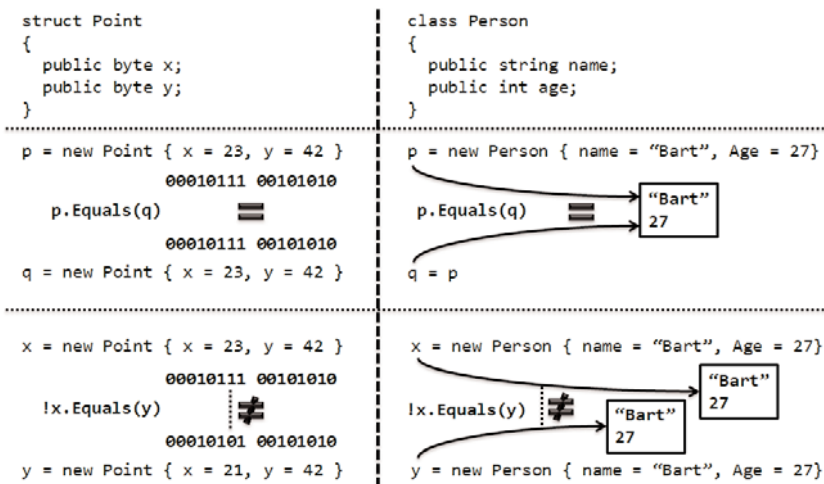 struct Point
{
public byte x;
public byte y;
}
class Person
{
public string name;
public int age;
}
p = new Point { x = 23, y = 42 }
00010111 00101010
p.Equals(q) =
00010111 00101010
q = new Point { x = 23, y = 42 }
p = new Person { name = “Bart”, Age = 27}
“Bart”
27
p.Equals(q) =
q = p
x = new Point { x = 23, y = 42 }
00010111 00101010
!x.Equals(y) ≠
00010101 00101010
y = new Point { x = 21, y = 42 }
x = new Person { name = “Bart”, Age = 27}
“Bart”
27
!x.Equals(y) ≠
“Bart”
27
y = new Person { name = “Bart”, Age = 27}